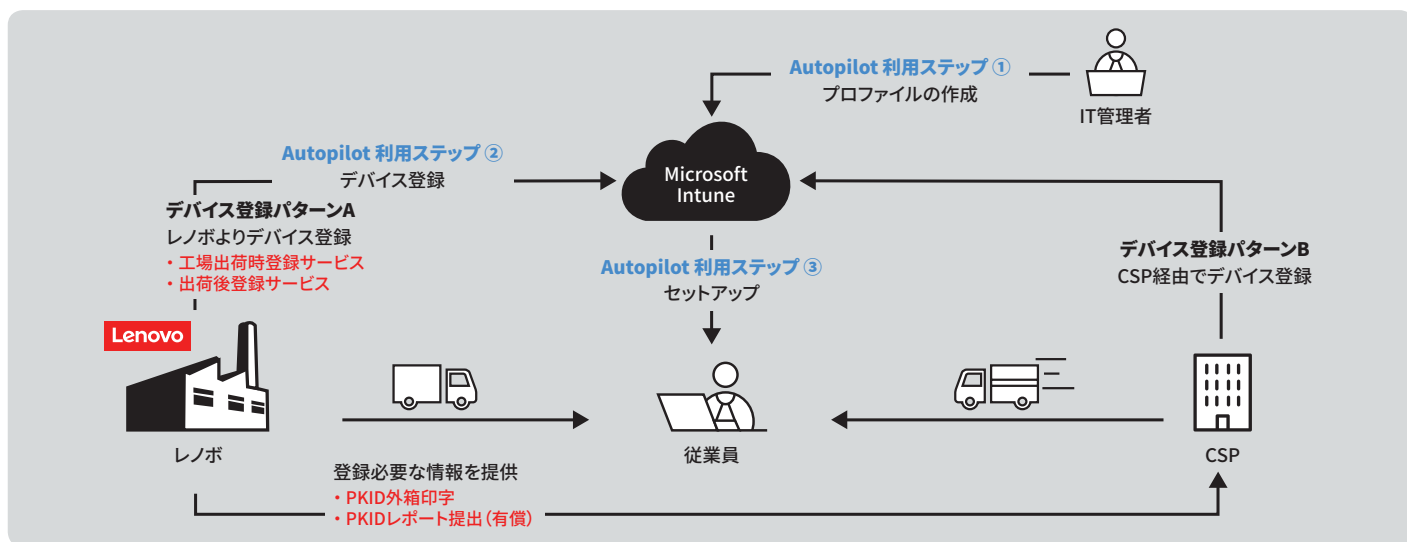 Autopilot 利用ステップ ①
プロファイルの作成
IT管理者
Autopilot 利用ステップ ②
デバイス登録
Microsoft
Intune
デバイス登録パターンA
レノボよりデバイス登録
・工場出荷時登録サービス
・出荷後登録サービス
Autopilot 利用ステップ ③
セットアップ
デバイス登録パターンB
CSP経由でデバイス登録
Lenovo
レノボ
従業員
CSP
登録必要な情報を提供
・PKID外箱印字
・PKIDレポート提出（有償）